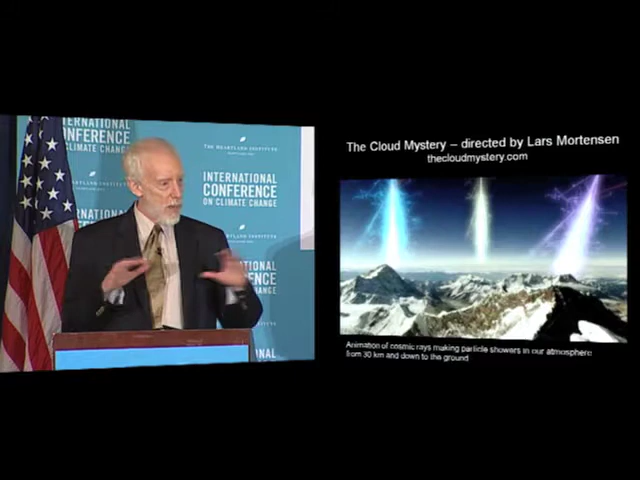 INTERNATIONAL
CONFERENCE
CLIMATE CHANGE
THE HEARTLAND INSTITUTE
INTERNATIONAL
CONFERENCE
ON CLIMATE CHANGE
INTERNATIONAL
CONFERENCE
The Cloud Mystery – directed by Lars Mortensen
thecloudmystery.com
Animation of cosmic rays making particle showers in our atmosphere
from 30 km and down to the ground